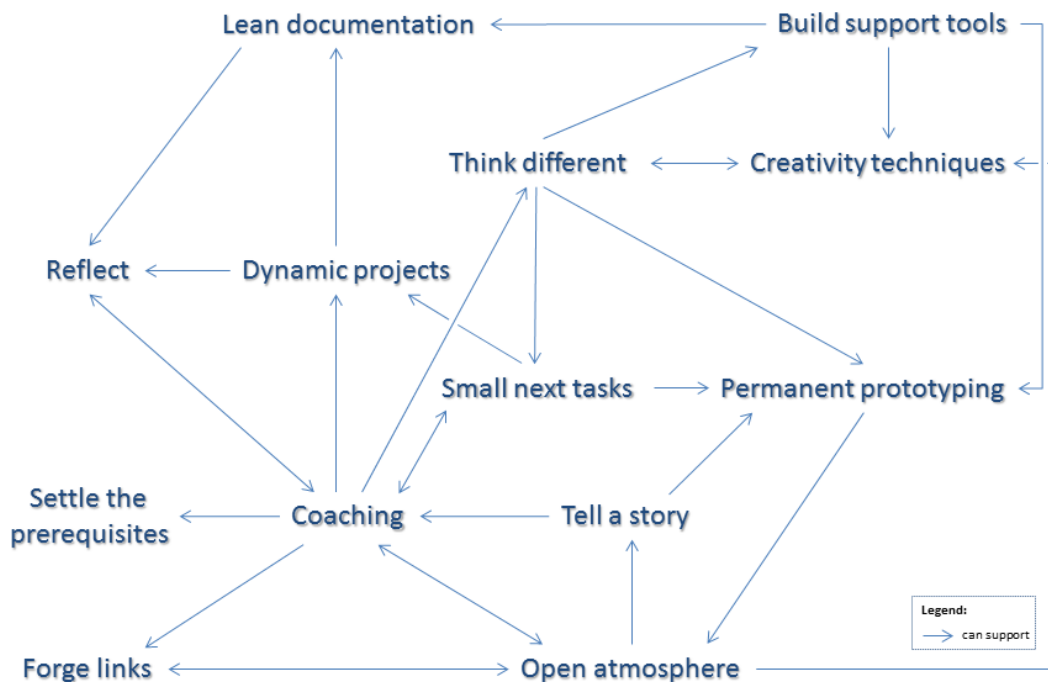 Lean documentation
Build support tools
Think different
Creativity techniques
Reflect
Dynamic projects
Small next tasks
Permanent prototyping
Settle the
prerequisites
Coaching
Tell a story
Legend:
can support
Forge links
Open atmosphere